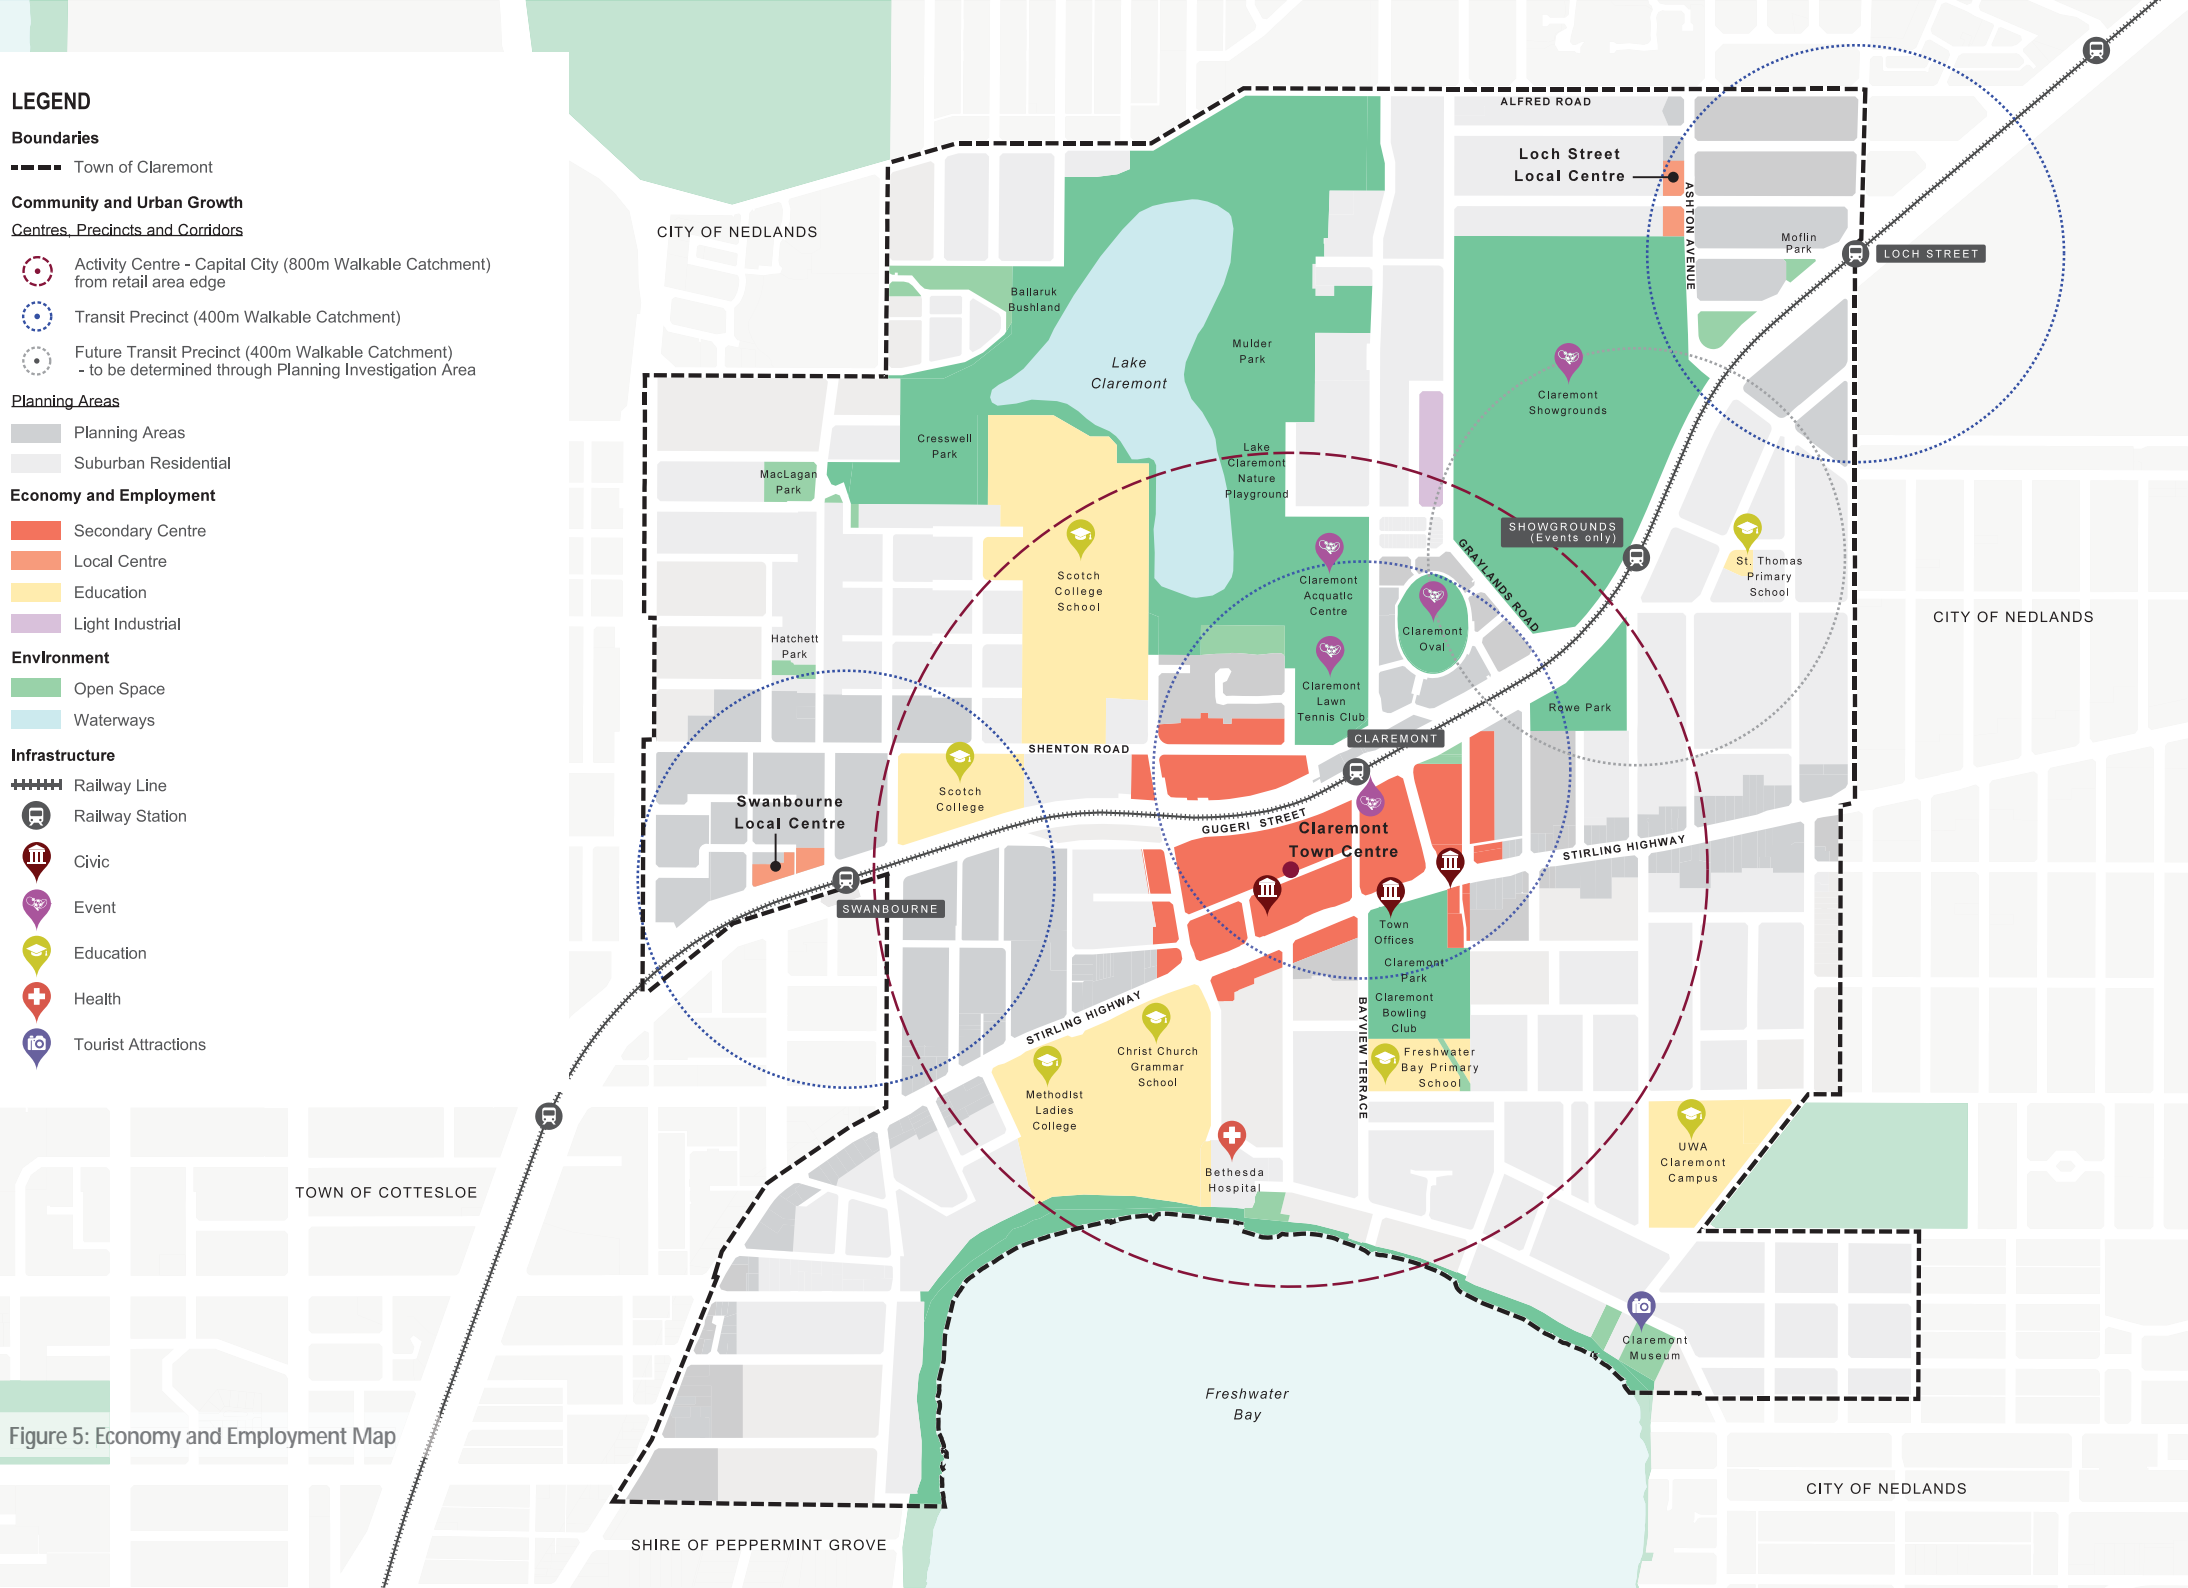 LEGEND
Boundaries
Town of Claremont
Community and Urban Growth
Centres, Precincts and Corridors
Activity Centre - Capital City (800m Walkable Catchment)
from retail area edge
Transit Precinct (400m Walkable Catchment)
Future Transit Precinct (400m Walkable Catchment)
- to be determined through Planning Investigation Area
Planning Areas
Planning Areas
Suburban Residential
Economy and Employment
Secondary Centre
Local Centre
Education
Light Industrial
Environment
Open Space
Waterways
Infrastructure
Railway Line
Railway Station
Civic
Event
Education
Health
Tourist Attractions
Figure 5: Economy and Employment Map
ALFRED ROAD
Loch Street
Local Centre
ASHTON AVENUE
CITY OF NEDLANDS
Moflin
Park
LOCH STREET
Ballaruk
Bushland
Mulder
Park
Lake
Claremont
Claremont
Showgrounds
Cresswell
Park
Lake
Claremont
Nature
Playground
MacLagan
Park
SHOWGROUNDS
(Events only)
GRAYLANDS ROAD
St. Thomas
Primary
School
Scotch
College
School
Claremont
Acquatic
Centre
CITY OF NEDLANDS
Claremont
Oval
Hatchett
Park
Claremont
Lawn
Tennis Club
Rowe Park
CLAREMONT
SHENTON ROAD
Scotch
College
Swanbourne
Local Centre
GUGERI STREET
Claremont
Town Centre
STIRLING HIGHWAY
SWANBOURNE
Town
Offices
Claremont
Park
Claremont
Bowling
Club
STIRLING HIGHWAY
BAYVIEW TERRACE
Christ Church
Grammar
School
Freshwater
Bay Primary
School
Methodist
Ladies
College
UWA
Claremont
Campus
Bethesda
Hospital
TOWN OF COTTESLOE
Claremont
Museum
Freshwater
Bay
CITY OF NEDLANDS
SHIRE OF PEPPERMINT GROVE